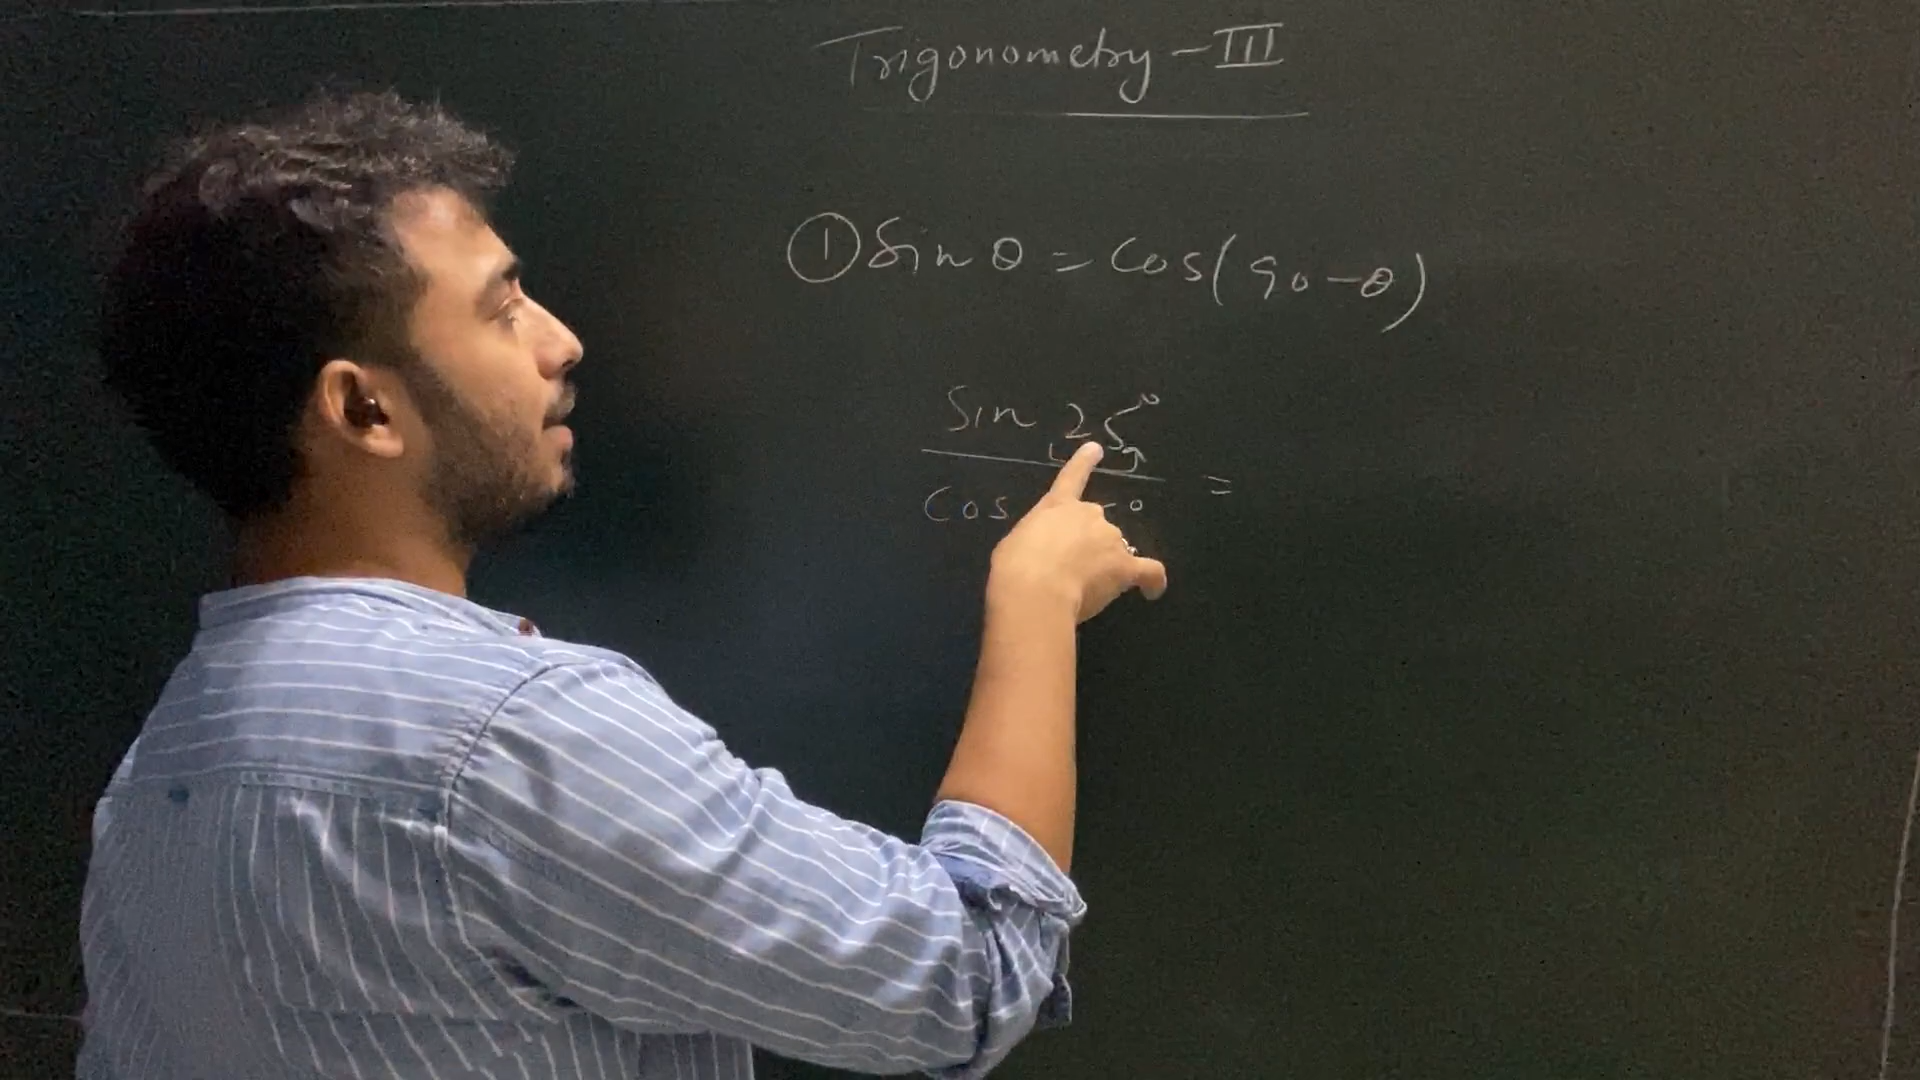 Trigonometry - III
① Sin θ = Cos(90-θ)
Sin 25°
Cos ° =